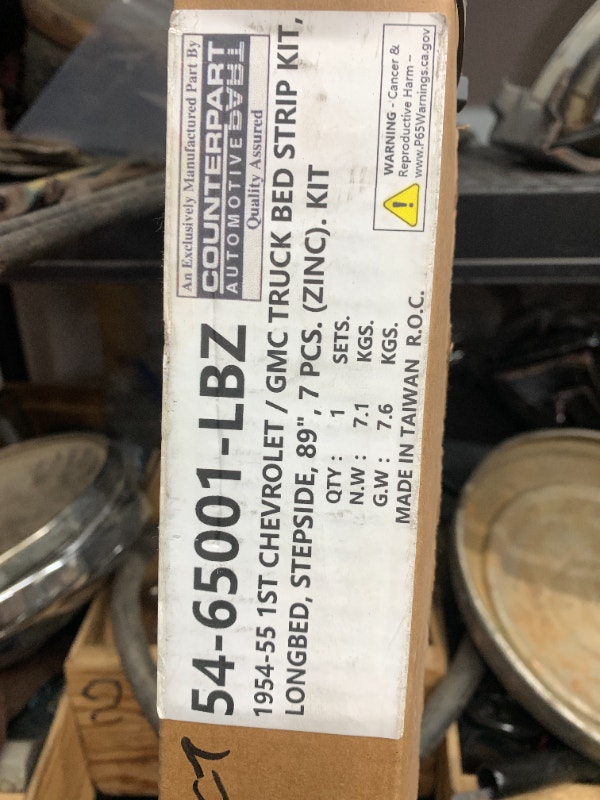 An Exclusively Manufactured Part By
COUNTERPART
AUTOMOTIVE
Quality Assured
WARNING - Cancer &
Reproductive Harm –
www.P65Warnings.ca.gov
54-65001-LBZ
1954-55 1ST CHEVROLET / GMC TRUCK BED STRIP KIT,
LONGBED, STEPSIDE, 89", 7 PCS. (ZINC). KIT
QTY : 1 SETS.
N.W : 7.1 KGS.
G.W : 7.6 KGS.
MADE IN TAIWAN R.O.C.